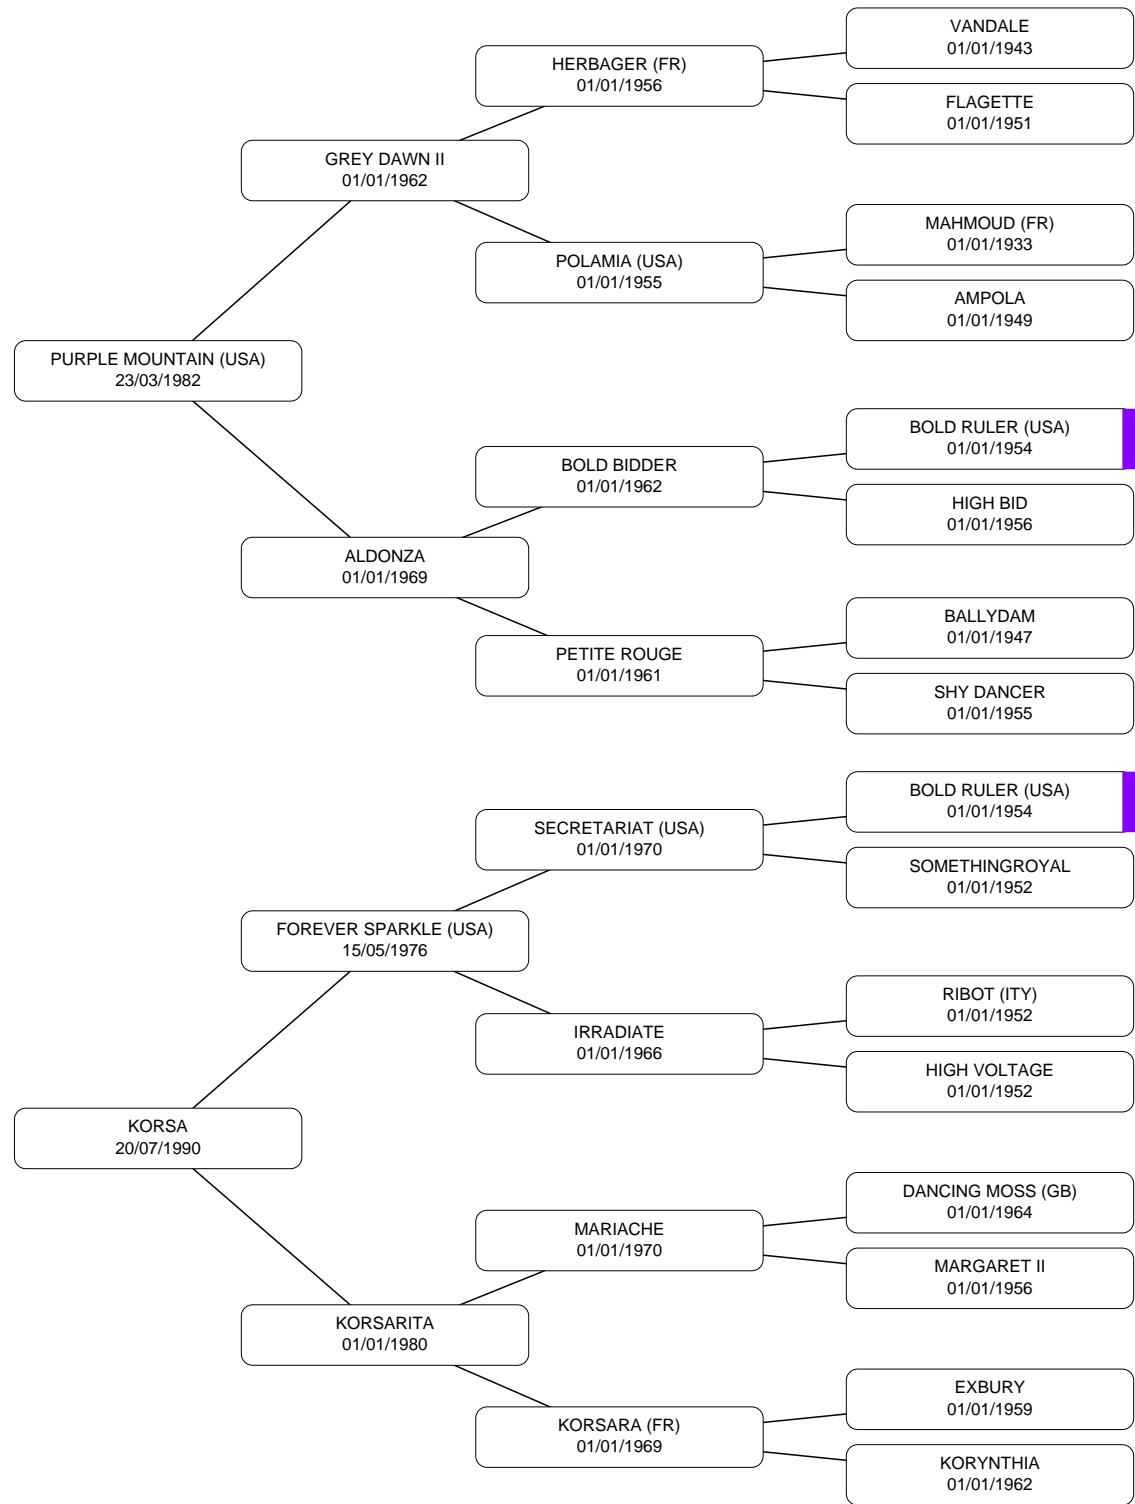 VANDALE
01/01/1943
HERBAGER (FR)
01/01/1956
FLAGETTE
01/01/1951
GREY DAWN II
01/01/1962
MAHMOUD (FR)
01/01/1933
POLAMIA (USA)
01/01/1955
AMPOLA
01/01/1949
PURPLE MOUNTAIN (USA)
23/03/1982
BOLD RULER (USA)
01/01/1954
BOLD BIDDER
01/01/1962
HIGH BID
01/01/1956
ALDONZA
01/01/1969
BALLYDAM
01/01/1947
PETITE ROUGE
01/01/1961
SHY DANCER
01/01/1955
BOLD RULER (USA)
01/01/1954
SECRETARIAT (USA)
01/01/1970
SOMETHINGROYAL
01/01/1952
FOREVER SPARKLE (USA)
15/05/1976
RIBOT (ITY)
01/01/1952
IRRADIATE
01/01/1966
HIGH VOLTAGE
01/01/1952
KORSA
20/07/1990
DANCING MOSS (GB)
01/01/1964
MARIACHE
01/01/1970
MARGARET II
01/01/1956
KORSARITA
01/01/1980
EXBURY
01/01/1959
KORSARA (FR)
01/01/1969
KORYNTHIA
01/01/1962